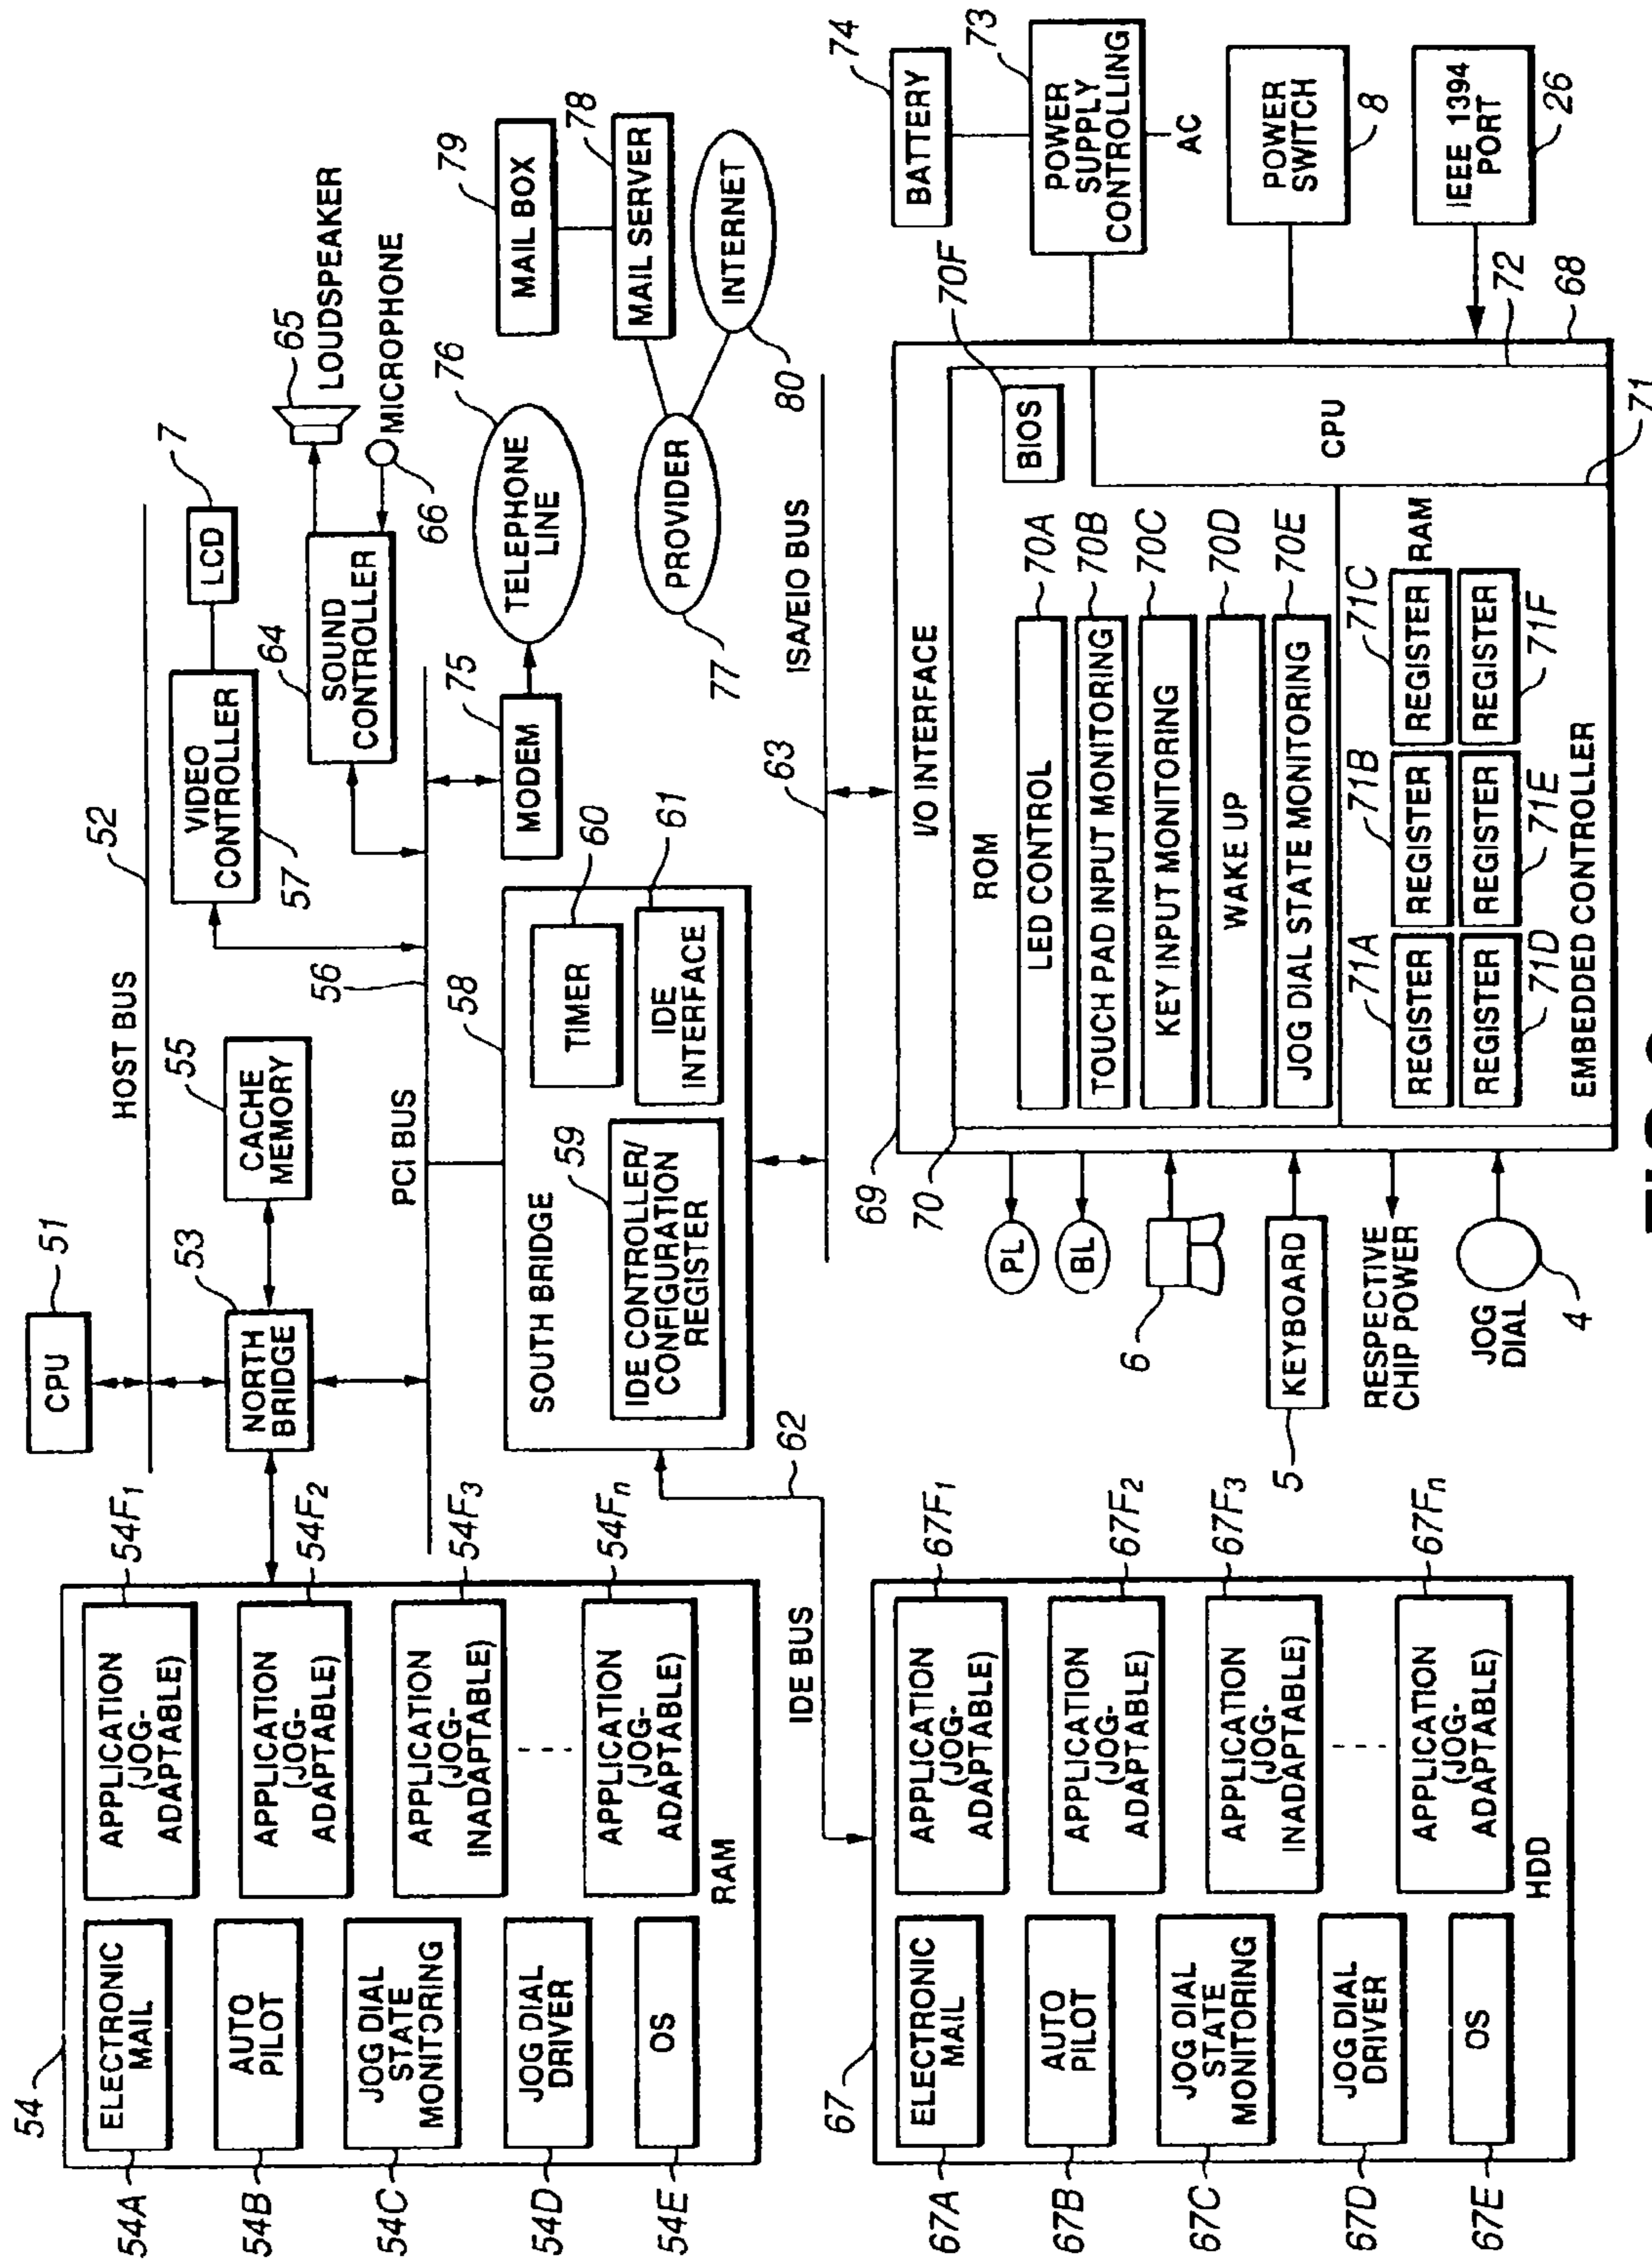 54
54A
ELECTRONIC
MAIL
54B
AUTO
PILOT
54C
JOG DIAL
STATE
MONITORING
54D
JOG DIAL
DRIVER
54E
OS
APPLICATION
(JOG-
ADAPTABLE)
54F1
APPLICATION
(JOG-
ADAPTABLE)
54F2
APPLICATION
(JOG-
INADAPTABLE)
54F3
APPLICATION
(JOG-
ADAPTABLE)
54Fn
RAM
CPU
51
HOST BUS
52
NORTH
BRIDGE
53
CACHE
MEMORY
55
VIDEO
CONTROLLER
57
LCD
7
SOUND
CONTROLLER
64
65
LOUDSPEAKER
MICROPHONE
66
PCI BUS
56
SOUTH BRIDGE
58
IDE CONTROLLER/
CONFIGURATION
REGISTER
59
TIMER
60
IDE
INTERFACE
61
MODEM
75
TELEPHONE
LINE
76
PROVIDER
77
MAIL BOX
79
MAIL SERVER
78
INTERNET
80
IDE BUS
62
63
ISA/EIO BUS
67
67A
ELECTRONIC
MAIL
67B
AUTO
PILOT
67C
JOG DIAL
STATE
MONITORING
67D
JOG DIAL
DRIVER
67E
OS
APPLICATION
(JOG-
ADAPTABLE)
67F1
APPLICATION
(JOG-
ADAPTABLE)
67F2
APPLICATION
(JOG-
INADAPTABLE)
67F3
APPLICATION
(JOG-
ADAPTABLE)
67Fn
HDD
PL
BL
6
KEYBOARD
5
RESPECTIVE
CHIP POWER
JOG
DIAL
4
69
I/O INTERFACE
70
ROM
LED CONTROL
70A
TOUCH PAD INPUT MONITORING
70B
KEY INPUT MONITORING
70C
WAKE UP
70D
JOG DIAL STATE MONITORING
70E
BIOS
70F
CPU
72
71A
REGISTER
71B
REGISTER
71C
REGISTER
RAM
71
REGISTER
71D
REGISTER
71E
REGISTER
71F
EMBEDDED CONTROLLER
68
BATTERY
74
POWER
SUPPLY
CONTROLLING
73
AC
POWER
SWITCH
8
IEEE 1394
PORT
26